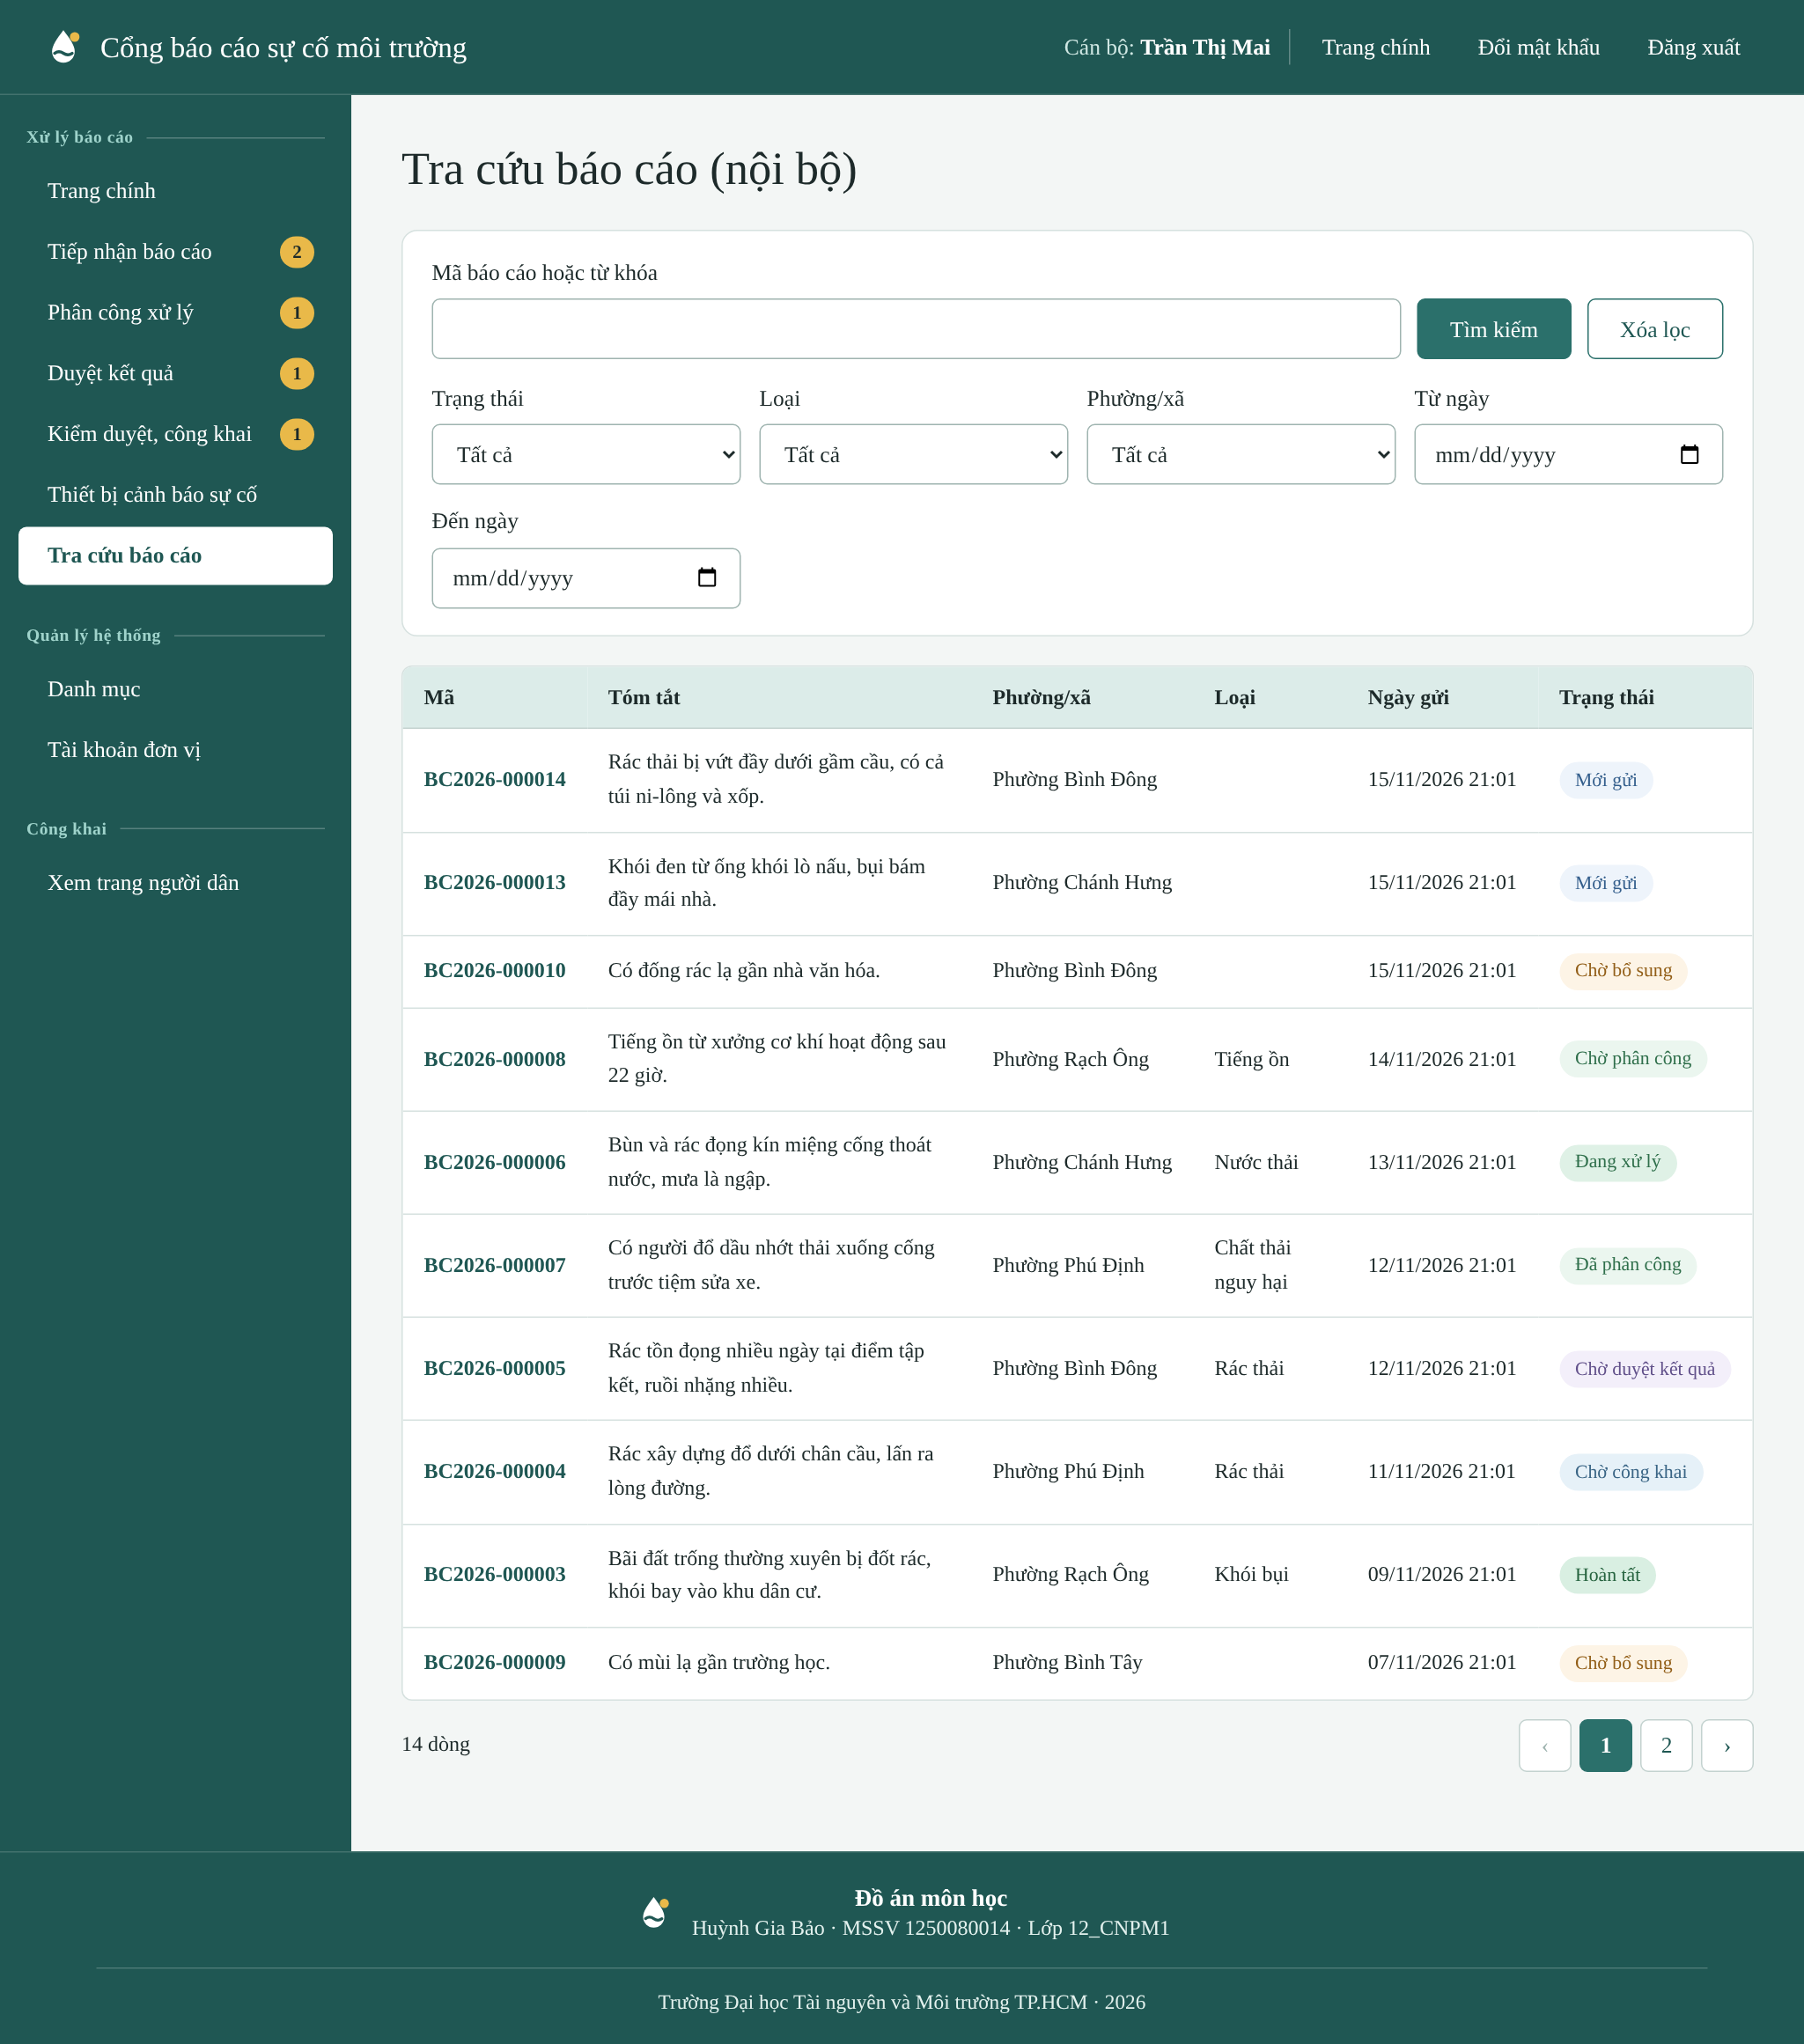 Cổng báo cáo sự cố môi trường
Cán bộ: Trần Thị Mai
Trang chính
Đổi mật khẩu
Đăng xuất
Xử lý báo cáo
Trang chính
Tiếp nhận báo cáo 2
Phân công xử lý 1
Duyệt kết quả 1
Kiểm duyệt, công khai 1
Thiết bị cảnh báo sự cố
Tra cứu báo cáo
Quản lý hệ thống
Danh mục
Tài khoản đơn vị
Công khai
Xem trang người dân
Tra cứu báo cáo (nội bộ)
Mã báo cáo hoặc từ khóa
Tìm kiếm
Xóa lọc
Trạng thái Loại Phường/xã Từ ngày
Tất cả Tất cả Tất cả mm/dd/yyyy
Đến ngày
mm/dd/yyyy
Mã Tóm tắt Phường/xã Loại Ngày gửi Trạng thái
BC2026-000014 Rác thải bị vứt đầy dưới gầm cầu, có cả
túi ni-lông và xốp. Phường Bình Đông 15/11/2026 21:01 Mới gửi
BC2026-000013 Khói đen từ ống khói lò nấu, bụi bám
đầy mái nhà. Phường Chánh Hưng 15/11/2026 21:01 Mới gửi
BC2026-000010 Có đống rác lạ gần nhà văn hóa. Phường Bình Đông 15/11/2026 21:01 Chờ bổ sung
BC2026-000008 Tiếng ồn từ xưởng cơ khí hoạt động sau
22 giờ. Phường Rạch Ông Tiếng ồn 14/11/2026 21:01 Chờ phân công
BC2026-000006 Bùn và rác đọng kín miệng cống thoát
nước, mưa là ngập. Phường Chánh Hưng Nước thải 13/11/2026 21:01 Đang xử lý
BC2026-000007 Có người đổ dầu nhớt thải xuống cống
trước tiệm sửa xe. Phường Phú Định Chất thải
nguy hại 12/11/2026 21:01 Đã phân công
BC2026-000005 Rác tồn đọng nhiều ngày tại điểm tập
kết, ruồi nhặng nhiều. Phường Bình Đông Rác thải 12/11/2026 21:01 Chờ duyệt kết quả
BC2026-000004 Rác xây dựng đổ dưới chân cầu, lấn ra
lòng đường. Phường Phú Định Rác thải 11/11/2026 21:01 Chờ công khai
BC2026-000003 Bãi đất trống thường xuyên bị đốt rác,
khói bay vào khu dân cư. Phường Rạch Ông Khói bụi 09/11/2026 21:01 Hoàn tất
BC2026-000009 Có mùi lạ gần trường học. Phường Bình Tây 07/11/2026 21:01 Chờ bổ sung
14 dòng
‹ 1 2 ›
Đồ án môn học
Huỳnh Gia Bảo · MSSV 1250080014 · Lớp 12_CNPM1
Trường Đại học Tài nguyên và Môi trường TP.HCM · 2026